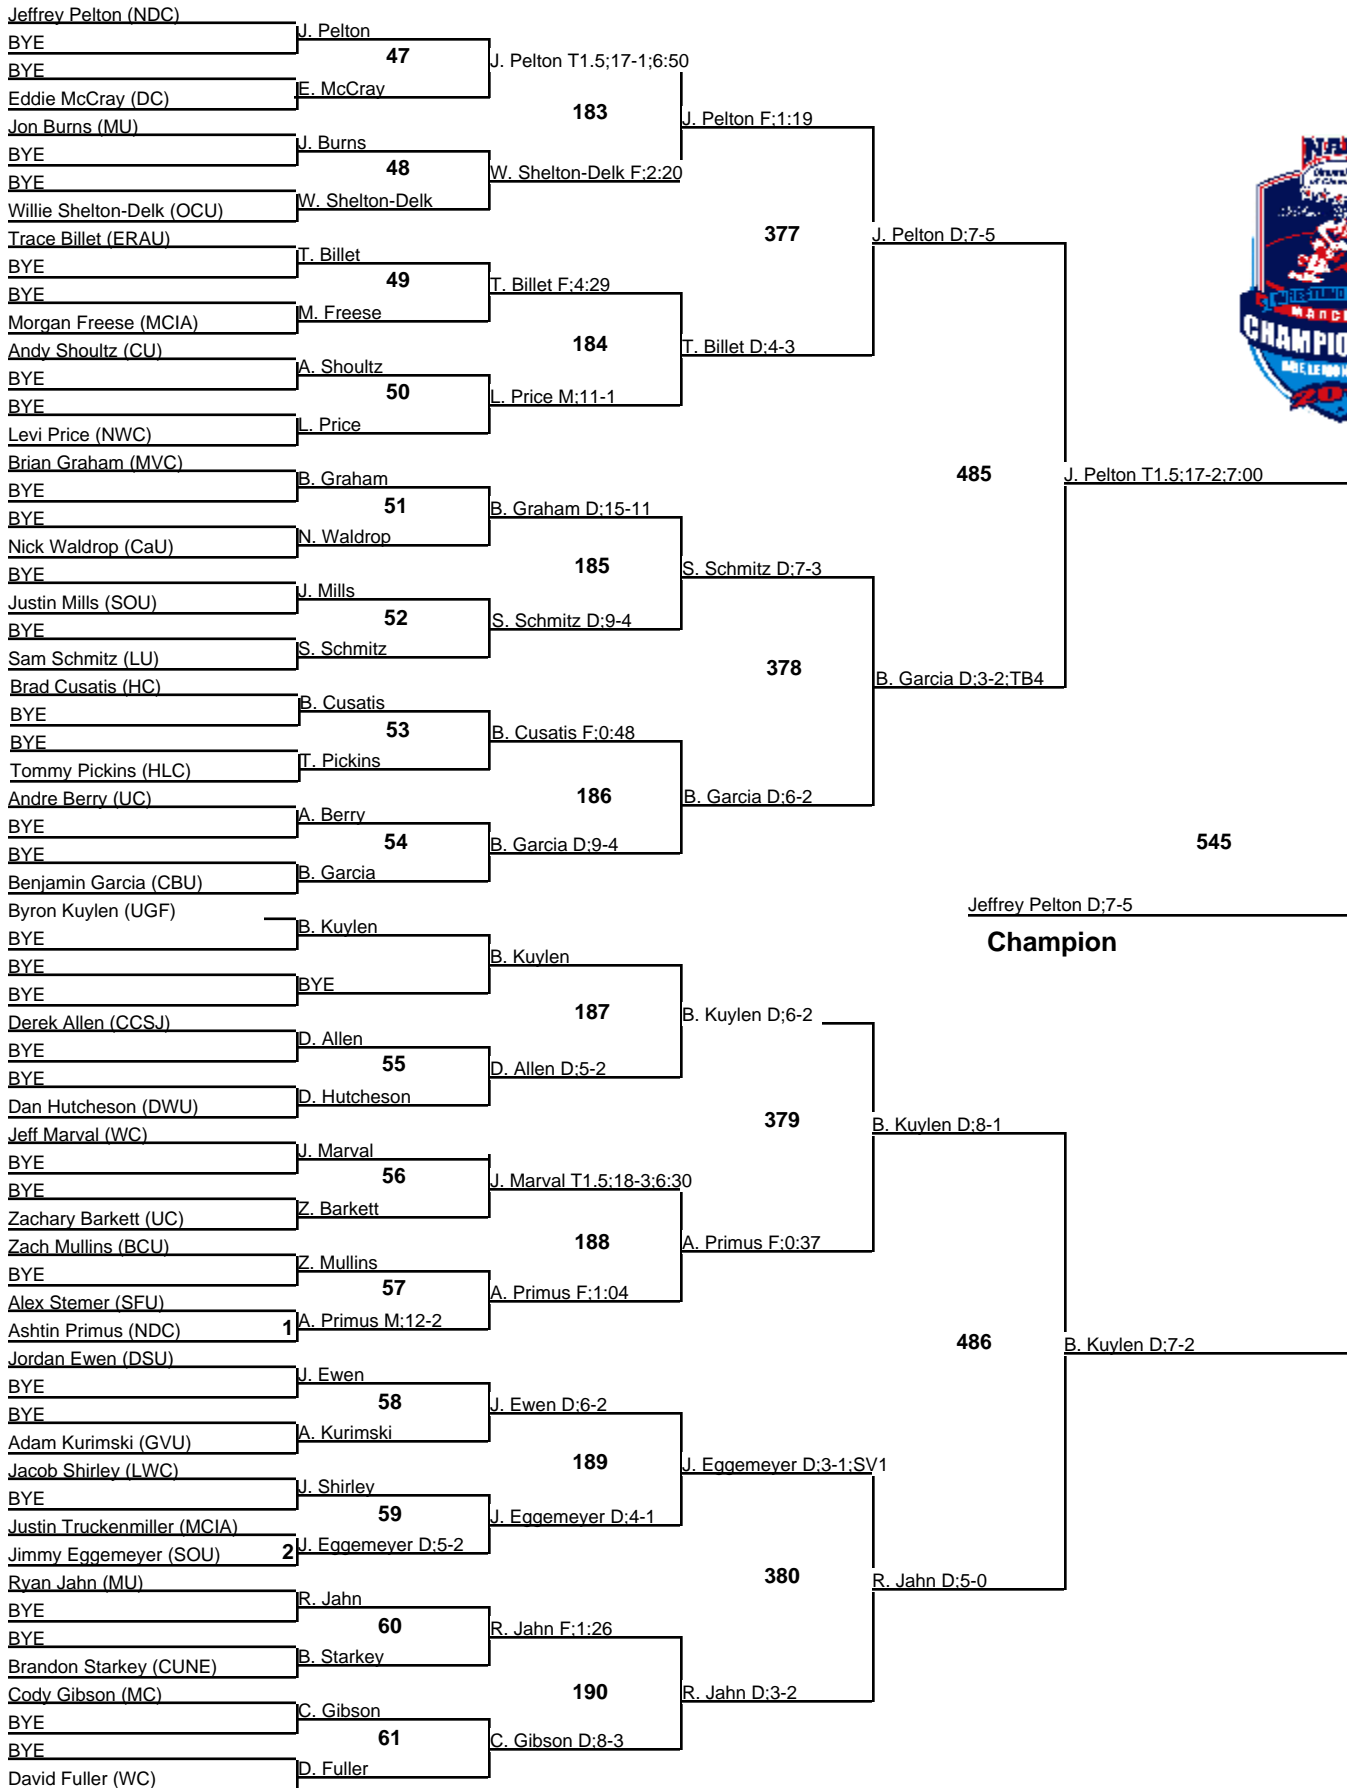 Jeffrey Pelton (NDC)
BYE
BYE
Eddie McCray (DC)
Jon Burns (MU)
BYE
BYE
Willie Shelton-Delk (OCU)
Trace Billet (ERAU)
BYE
BYE
Morgan Freese (MCIA)
Andy Shoultz (CU)
BYE
BYE
Levi Price (NWC)
Brian Graham (MVC)
BYE
BYE
Nick Waldrop (CaU)
BYE
Justin Mills (SOU)
BYE
Sam Schmitz (LU)
Brad Cusatis (HC)
BYE
BYE
Tommy Pickins (HLC)
Andre Berry (UC)
BYE
BYE
Benjamin Garcia (CBU)
Byron Kuylen (UGF)
BYE
BYE
BYE
Derek Allen (CCSJ)
BYE
BYE
Dan Hutcheson (DWU)
Jeff Marval (WC)
BYE
BYE
Zachary Barkett (UC)
Zach Mullins (BCU)
BYE
Alex Stemer (SFU)
Ashtin Primus (NDC)
Jordan Ewen (DSU)
BYE
BYE
Adam Kurimski (GVU)
Jacob Shirley (LWC)
BYE
Justin Truckenmiller (MCIA)
Jimmy Eggemeyer (SOU)
Ryan Jahn (MU)
BYE
BYE
Brandon Starkey (CUNE)
Cody Gibson (MC)
BYE
BYE
David Fuller (WC)
1
2
J. Pelton
47
E. McCray
J. Burns
48
W. Shelton-Delk
T. Billet
49
M. Freese
A. Shoultz
50
L. Price
B. Graham
51
N. Waldrop
J. Mills
52
S. Schmitz
B. Cusatis
53
T. Pickins
A. Berry
54
B. Garcia
B. Kuylen
BYE
D. Allen
55
D. Hutcheson
J. Marval
56
Z. Barkett
Z. Mullins
57
A. Primus M;12-2
J. Ewen
58
A. Kurimski
J. Shirley
59
J. Eggemeyer D;5-2
R. Jahn
60
B. Starkey
C. Gibson
61
D. Fuller
J. Pelton T1.5;17-1;6:50
183
W. Shelton-Delk F;2:20
T. Billet F;4:29
184
L. Price M;11-1
B. Graham D;15-11
185
S. Schmitz D;9-4
B. Cusatis F;0:48
186
B. Garcia D;9-4
B. Kuylen
187
D. Allen D;5-2
J. Marval T1.5;18-3;6:30
188
A. Primus F;1:04
J. Ewen D;6-2
189
J. Eggemeyer D;4-1
R. Jahn F;1:26
190
C. Gibson D;8-3
J. Pelton F;1:19
377
T. Billet D;4-3
S. Schmitz D;7-3
378
B. Garcia D;6-2
B. Kuylen D;6-2
379
A. Primus F;0:37
J. Eggemeyer D;3-1;SV1
380
R. Jahn D;3-2
J. Pelton D;7-5
485
B. Garcia D;3-2;TB4
B. Kuylen D;8-1
486
R. Jahn D;5-0
J. Pelton T1.5;17-2;7:00
545
B. Kuylen D;7-2
Jeffrey Pelton D;7-5
Champion